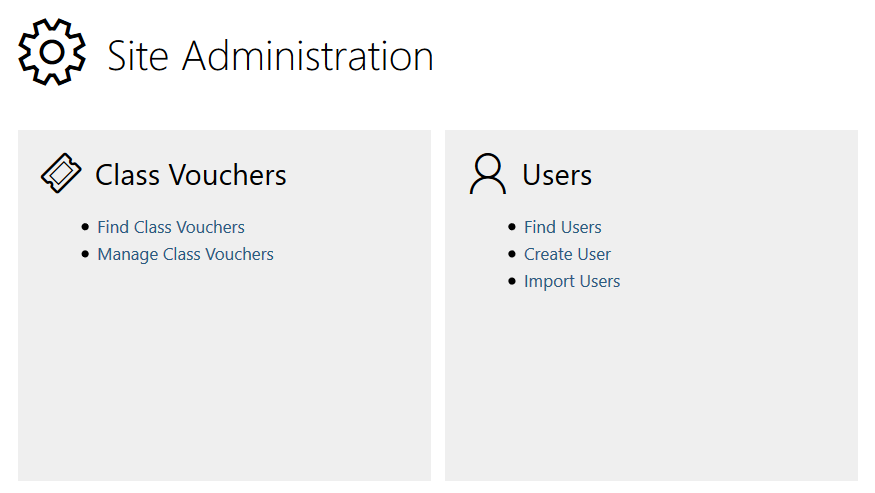 Site Administration
Class Vouchers
Find Class Vouchers
Manage Class Vouchers
Users
Find Users
Create User
Import Users